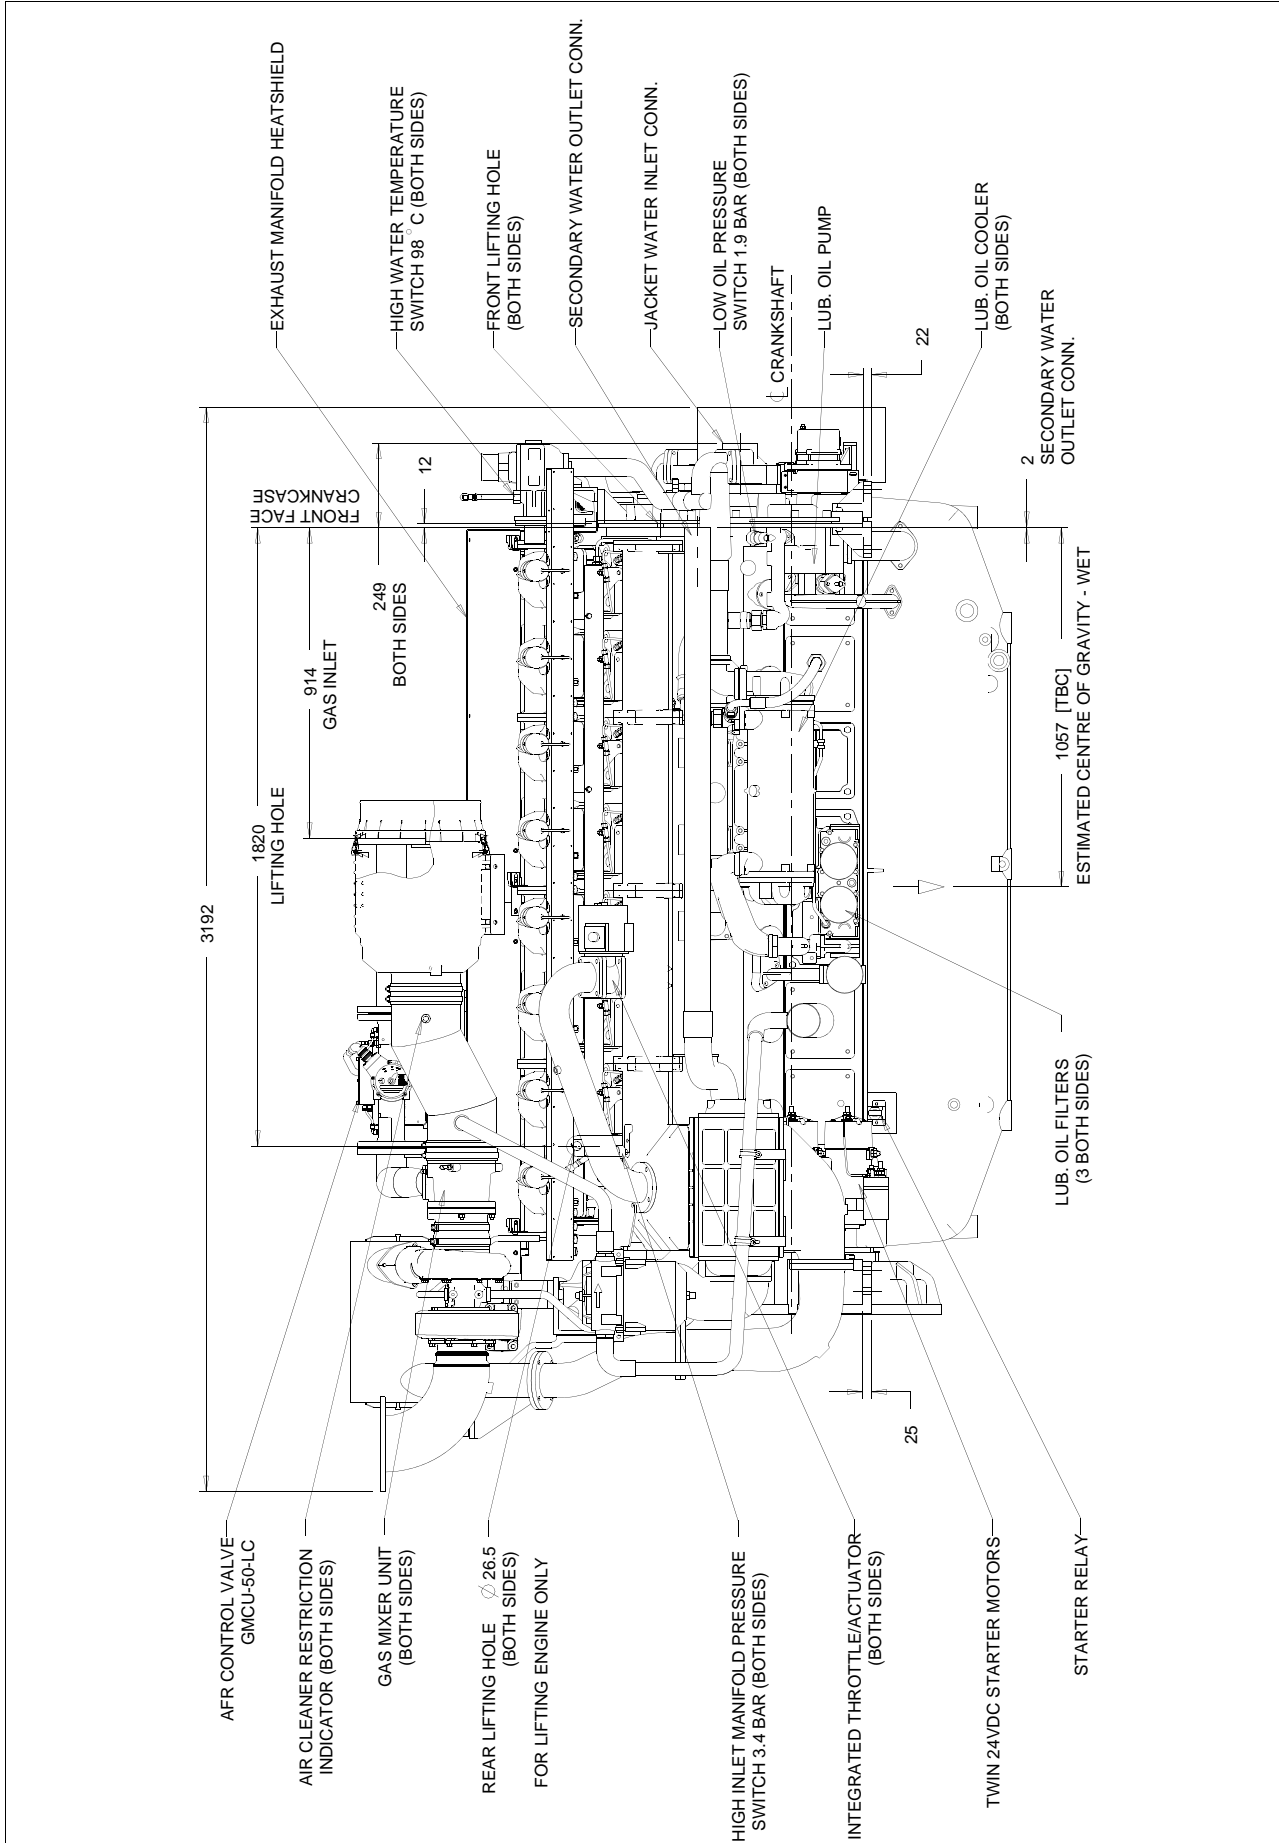 EXHAUST MANIFOLD HEATSHIELD
HIGH WATER TEMPERATURE
SWITCH 98 ° C (BOTH SIDES)
FRONT LIFTING HOLE
(BOTH SIDES)
SECONDARY WATER OUTLET CONN.
JACKET WATER INLET CONN.
LOW OIL PRESSURE
SWITCH 1.9 BAR (BOTH SIDES)
CRANKSHAFT
LUB. OIL PUMP
LUB. OIL COOLER
(BOTH SIDES)
22
2
SECONDARY WATER
OUTLET CONN.
3192
1820
LIFTING HOLE
914
GAS INLET
249
BOTH SIDES
12
FRONT FACE
CRANKCASE
1057 [TBC]
ESTIMATED CENTRE OF GRAVITY - WET
LUB. OIL FILTERS
(3 BOTH SIDES)
25
AFR CONTROL VALVE
GMCU-50-LC
AIR CLEANER RESTRICTION
INDICATOR (BOTH SIDES)
GAS MIXER UNIT
(BOTH SIDES)
REAR LIFTING HOLE ∅ 26.5
(BOTH SIDES)
FOR LIFTING ENGINE ONLY
HIGH INLET MANIFOLD PRESSURE
SWITCH 3.4 BAR (BOTH SIDES)
INTEGRATED THROTTLE/ACTUATOR
(BOTH SIDES)
TWIN 24VDC STARTER MOTORS
STARTER RELAY